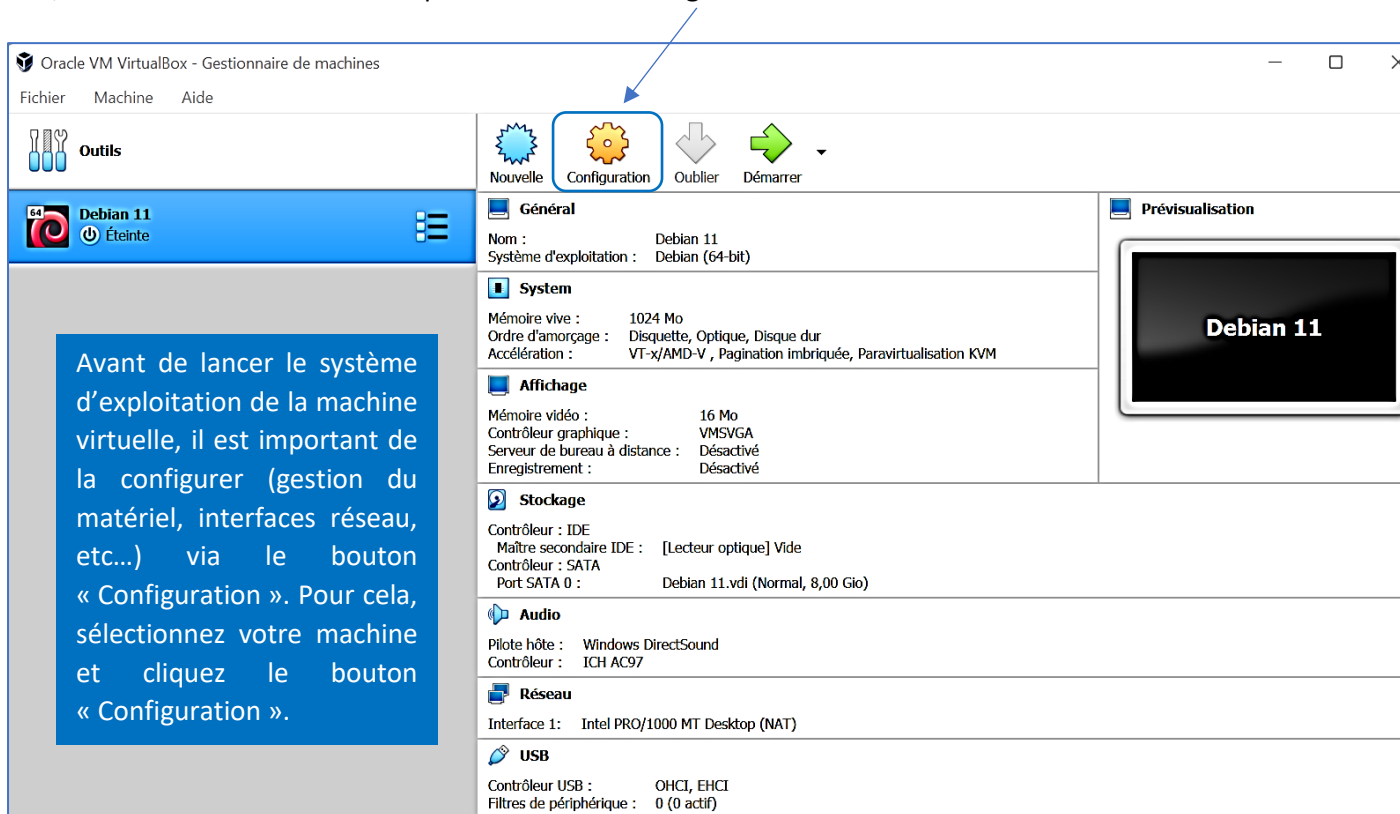 Oracle VM VirtualBox - Gestionnaire de machines
Fichier Machine Aide
Outils
Nouvelle Configuration Oublier Démarrer
64
Debian 11
Éteinte
Avant de lancer le système
d’exploitation de la machine
virtuelle, il est important de
la configurer (gestion du
matériel, interfaces réseau,
etc…) via le bouton
« Configuration ». Pour cela,
sélectionnez votre machine
et cliquez le bouton
« Configuration ».
Général
Nom : Debian 11
Système d'exploitation : Debian (64-bit)
System
Mémoire vive : 1024 Mo
Ordre d'amorçage : Disquette, Optique, Disque dur
Accélération : VT-x/AMD-V , Pagination imbriquée, Paravirtualisation KVM
Affichage
Mémoire vidéo : 16 Mo
Contrôleur graphique : VMSVGA
Serveur de bureau à distance : Désactivé
Enregistrement : Désactivé
Stockage
Contrôleur : IDE
Maître secondaire IDE : [Lecteur optique] Vide
Contrôleur : SATA
Port SATA 0 : Debian 11.vdi (Normal, 8,00 Gio)
Audio
Pilote hôte : Windows DirectSound
Contrôleur : ICH AC97
Réseau
Interface 1: Intel PRO/1000 MT Desktop (NAT)
USB
Contrôleur USB : OHCI, EHCI
Filtres de périphérique : 0 (0 actif)
Prévisualisation
Debian 11